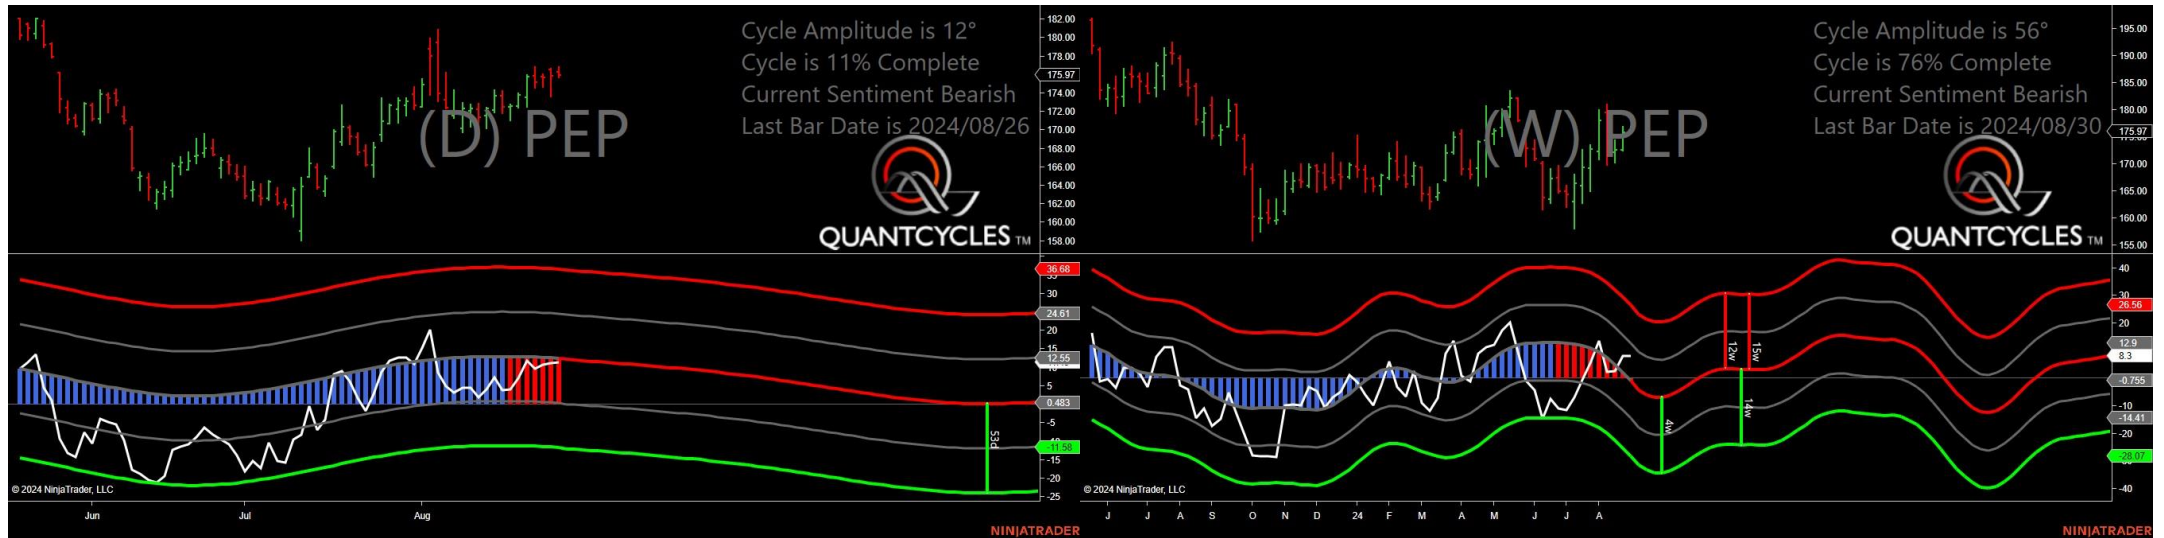 Cycle Amplitude is 12°
Cycle is 11% Complete
Current Sentiment Bearish
Last Bar Date is 2024/08/26
(D) PEP
QUANTCYCLES TM
182.00
180.00
178.00
175.97
174.00
172.00
170.00
168.00
166.00
164.00
162.00
160.00
158.00
36.68
30
24.61
20
15
12.55
5
0.483
-5
-11.58
-15
-20
-25
53d
© 2024 NinjaTrader, LLC
Jun Jul Aug
NINJATRADER
Cycle Amplitude is 56°
Cycle is 76% Complete
Current Sentiment Bearish
Last Bar Date is 2024/08/30
(W) PEP
QUANTCYCLES TM
195.00
190.00
185.00
180.00
175.97
170.00
165.00
160.00
155.00
40
30
26.56
20
12.9
8.3
-0.755
-10
-14.41
-20
-28.07
-40
12w
15w
4w
14w
© 2024 NinjaTrader, LLC
J J A S O N D 24 F M A M J J A
NINJATRADER